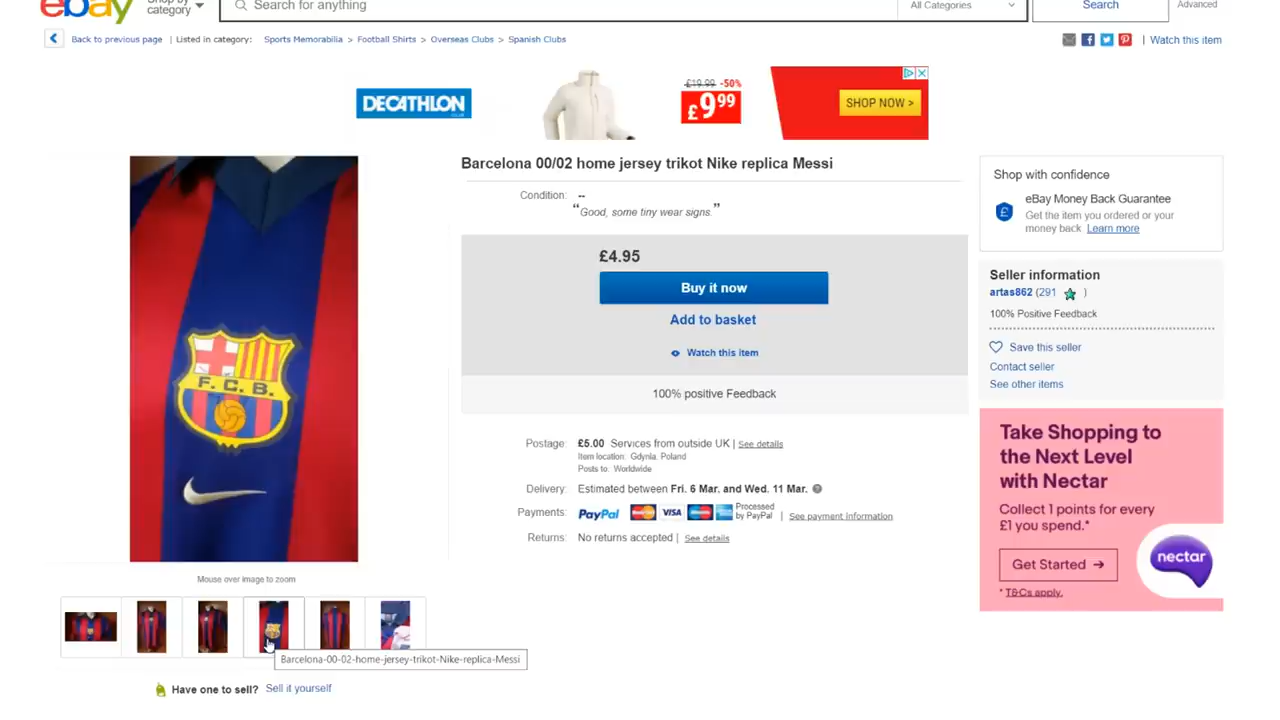 ebay
Shop by category
Search for anything
All Categories
Search
Advanced
Back to previous page | Listed in category: Sports Memorabilia > Football Shirts > Overseas Clubs > Spanish Clubs
| Watch this item
DECATHLON
£19.99 -50%
£9.99
SHOP NOW >
Barcelona 00/02 home jersey trikot Nike replica Messi
Condition: --
“Good, some tiny wear signs.”
£4.95
Buy it now
Add to basket
Watch this item
100% positive Feedback
Postage: £5.00 Services from outside UK | See details
Item location: Gdynia, Poland
Posts to: Worldwide
Delivery: Estimated between Fri. 6 Mar. and Wed. 11 Mar.
Payments: PayPal VISA Processed by PayPal | See payment information
Returns: No returns accepted | See details
Shop with confidence
eBay Money Back Guarantee
Get the item you ordered or your
money back Learn more
Seller information
artas862 (291 )
100% Positive Feedback
Save this seller
Contact seller
See other items
Take Shopping to
the Next Level
with Nectar
Collect 1 points for every
£1 you spend.*
Get Started →
* T&Cs apply.
nectar
F. C. B.
Mouse over image to zoom
Barcelona-00-02-home-jersey-trikot-Nike-replica-Messi
Have one to sell? Sell it yourself